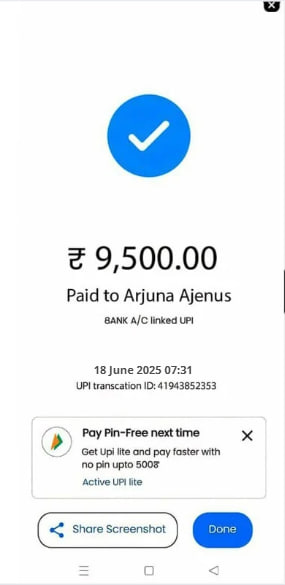 ₹ 9,500.00
Paid to Arjuna Ajenus
BANK A/C linked UPI
18 June 2025 07:31
UPI transcation ID: 41943852353
Pay Pin-Free next time
Get Upi lite and pay faster with
no pin upto 500₹
Active UPI lite
Share Screenshot
Done